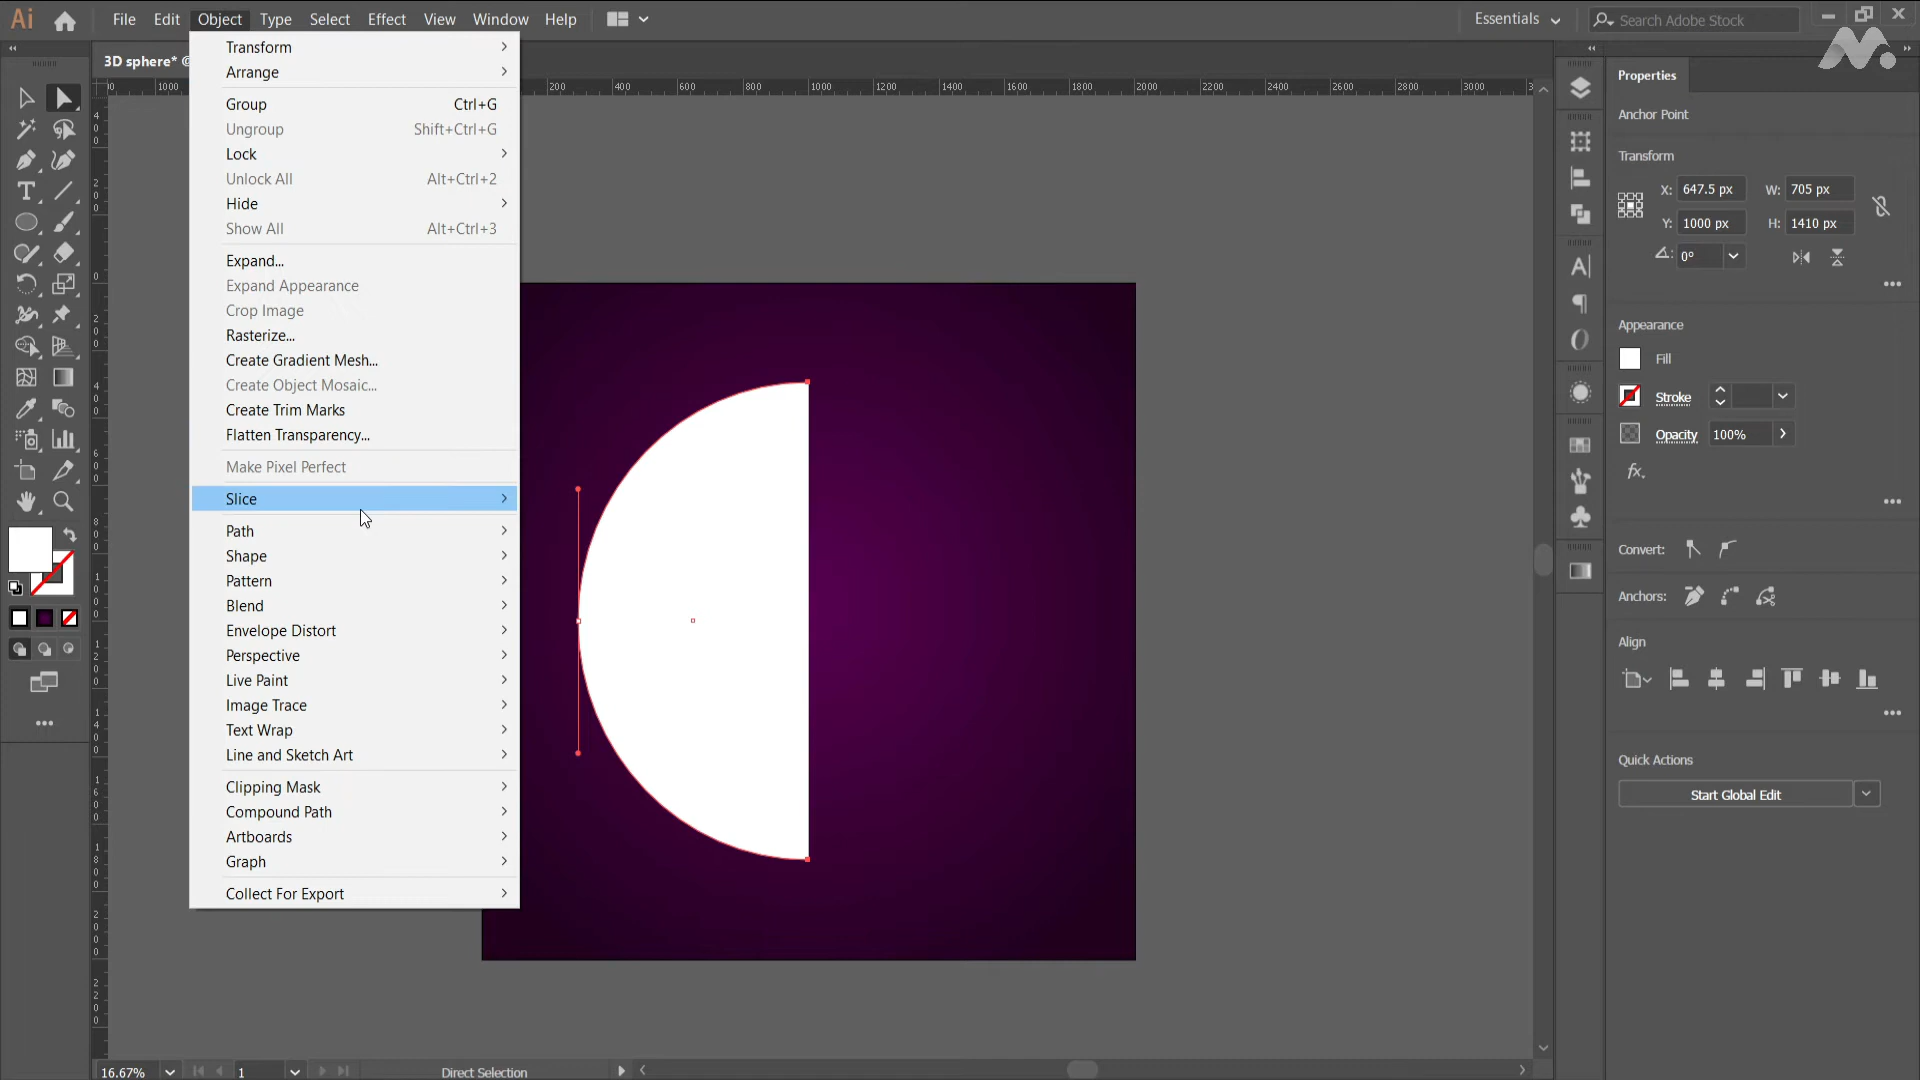 Ai
File Edit Object Type Select Effect View Window Help
Essentials
Search Adobe Stock
3D sphere*
Transform
Arrange
Group Ctrl+G
Ungroup Shift+Ctrl+G
Lock
Unlock All Alt+Ctrl+2
Hide
Show All Alt+Ctrl+3
Expand...
Expand Appearance
Crop Image
Rasterize...
Create Gradient Mesh...
Create Object Mosaic...
Create Trim Marks
Flatten Transparency...
Make Pixel Perfect
Slice
Path
Shape
Pattern
Blend
Envelope Distort
Perspective
Live Paint
Image Trace
Text Wrap
Line and Sketch Art
Clipping Mask
Compound Path
Artboards
Graph
Collect For Export
1000 200 400 600 800 1000 1200 1400 1600 1800 2000 2200 2400 2600 2800 3000
Properties
Anchor Point
Transform
X: 647.5 px W: 705 px
Y: 1000 px H: 1410 px
0°
Appearance
Fill
Stroke
Opacity 100%
fx.
Convert:
Anchors:
Align
Quick Actions
Start Global Edit
16.67% 1 Direct Selection